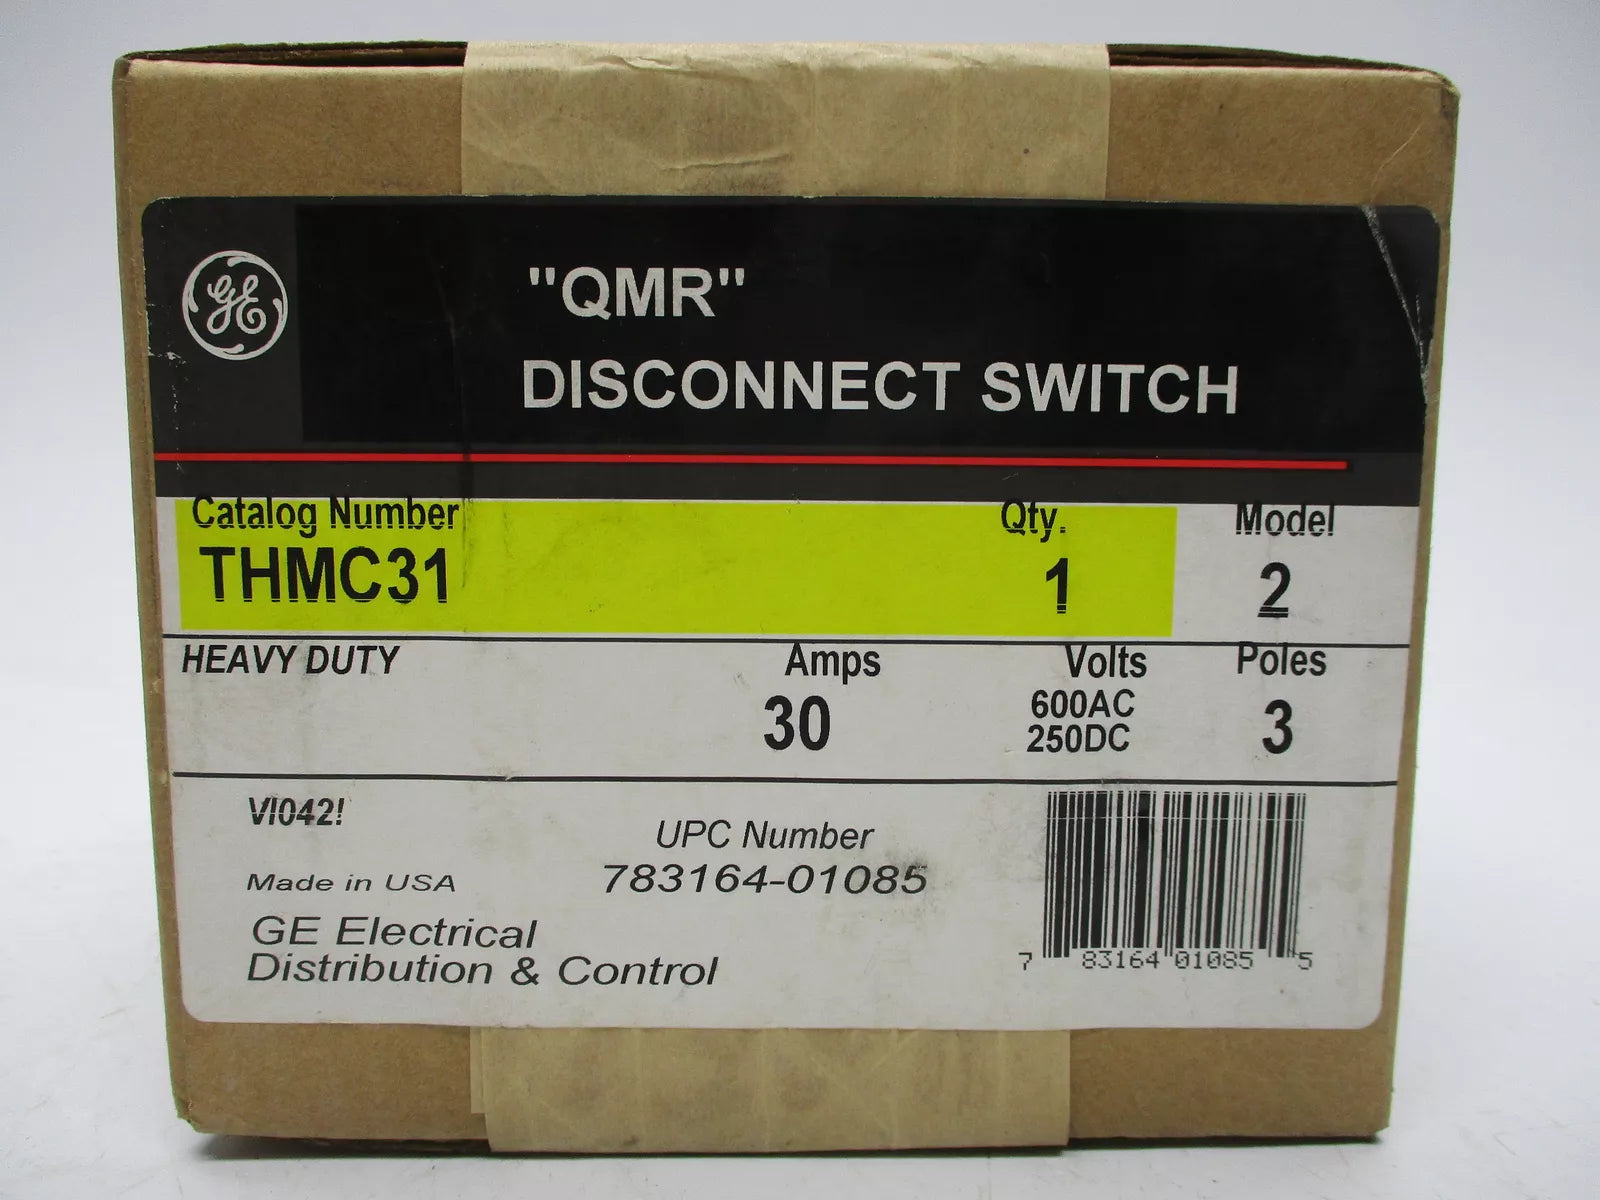 GE
"QMR"
DISCONNECT SWITCH
Catalog Number Qty. Model
THMC31 1 2
HEAVY DUTY Amps Volts Poles
30 600AC 3
250DC
VI042!
UPC Number
783164-01085
Made in USA
GE Electrical
Distribution & Control
7 83164 01085 5